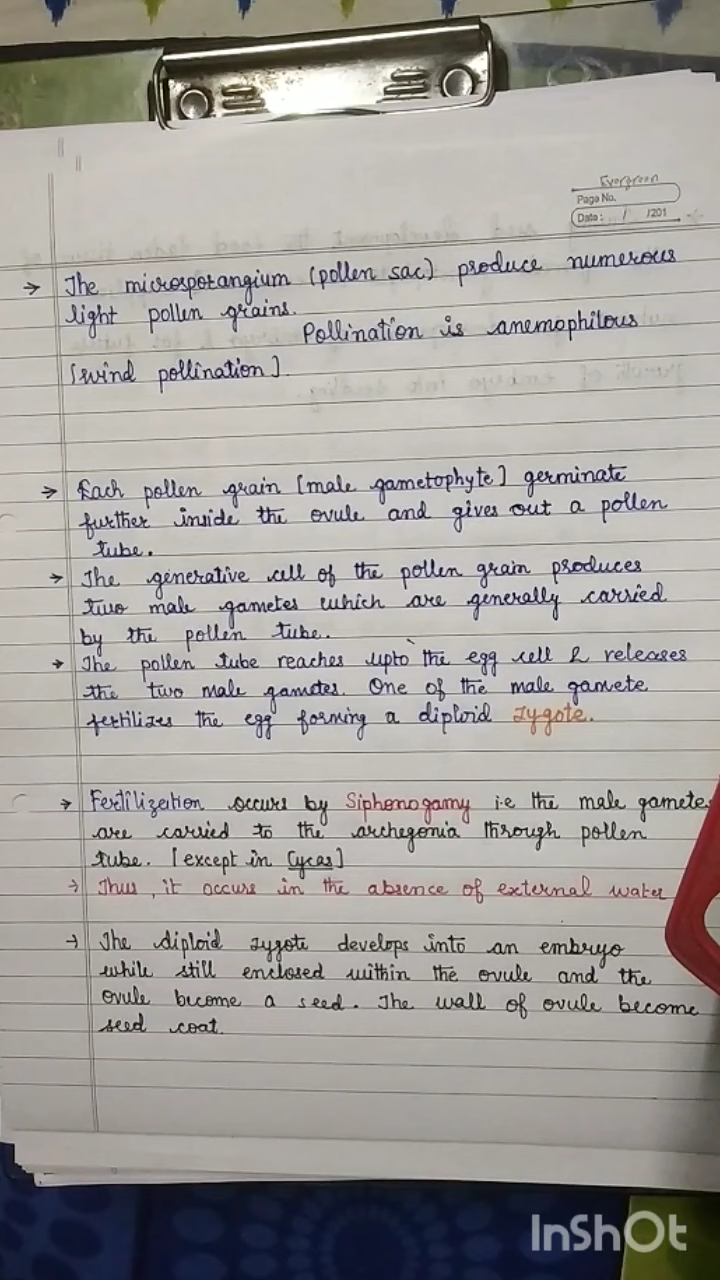 Evergreen
Page No.
Date : / /201
→ The microsporangium (pollen sac) produce numerous
light pollen grains.
Pollination is anemophilous
[wind pollination].
→ Each pollen grain [male gametophyte] germinate
further inside the ovule and gives out a pollen
tube.
→ The generative cell of the pollen grain produces
two male gametes which are generally carried
by the pollen tube.
→ The pollen tube reaches upto the egg cell & releases
the two male gametes. One of the male gamete
fertilizes the egg forming a diploid zygote.
→ Fertilization occurs by Siphonogamy i.e the male gamete
are carried to the archegonia through pollen
tube. [except in Cycas]
→ Thus, it occurs in the absence of external water
→ The diploid zygote develops into an embryo
while still enclosed within the ovule and the
ovule become a seed. The wall of ovule become
seed coat.
InShOt